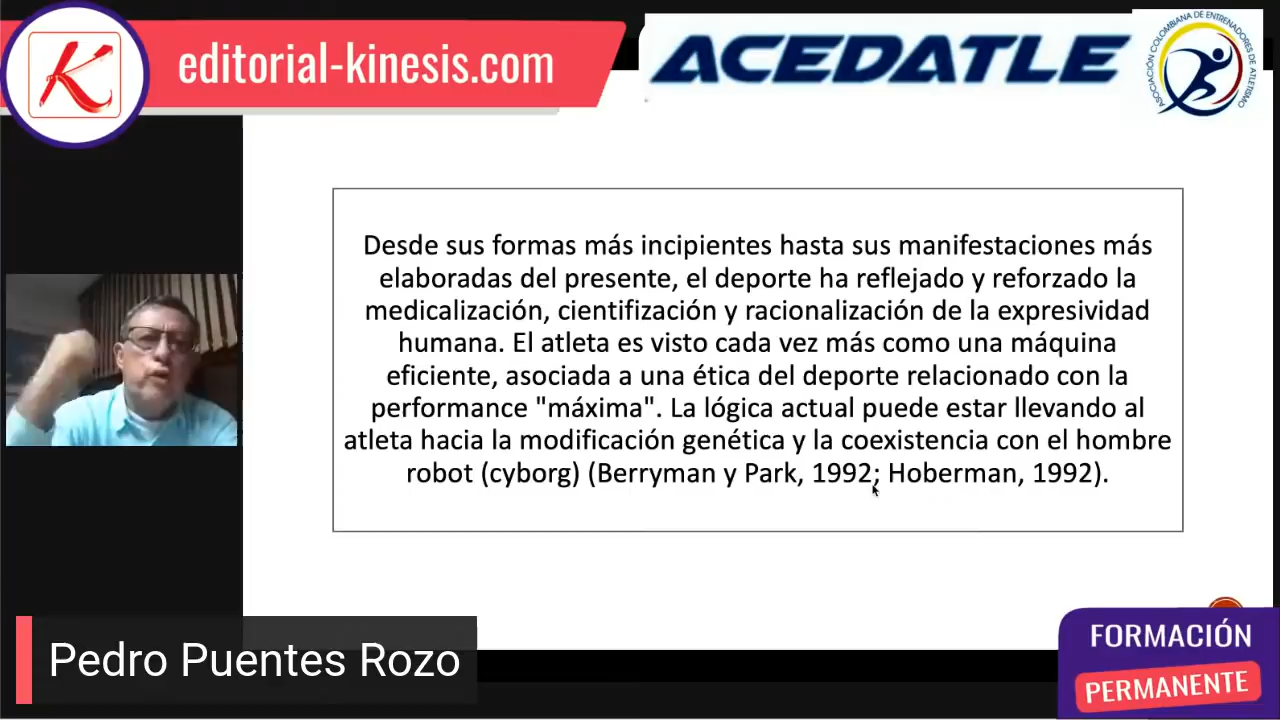 K
editorial-kinesis.com
ACEDATLE
ASOCIACIÓN COLOMBIANA DE ENTRENADORES DE ATLETISMO
Desde sus formas más incipientes hasta sus manifestaciones más
elaboradas del presente, el deporte ha reflejado y reforzado la
medicalización, cientifización y racionalización de la expresividad
humana. El atleta es visto cada vez más como una máquina
eficiente, asociada a una ética del deporte relacionado con la
performance "máxima". La lógica actual puede estar llevando al
atleta hacia la modificación genética y la coexistencia con el hombre
robot (cyborg) (Berryman y Park, 1992; Hoberman, 1992).
Pedro Puentes Rozo
FORMACIÓN
PERMANENTE